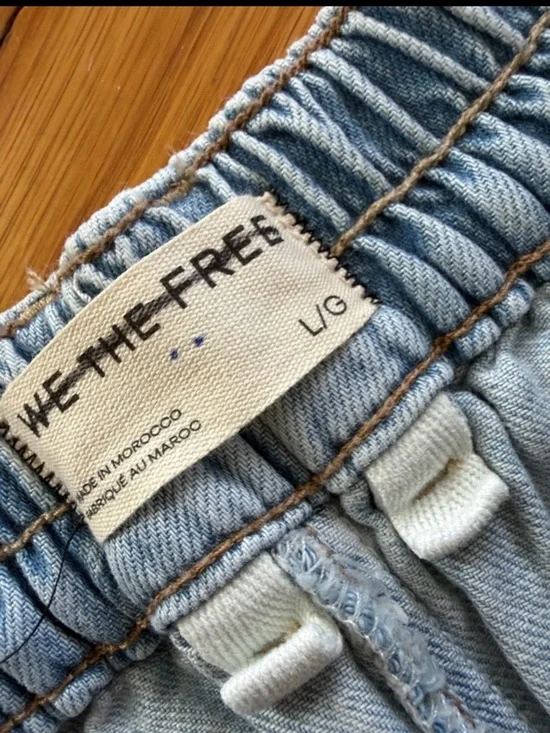 WE THE FREE
L/G
MADE IN MOROCCO
FABRIQUÉ AU MAROC